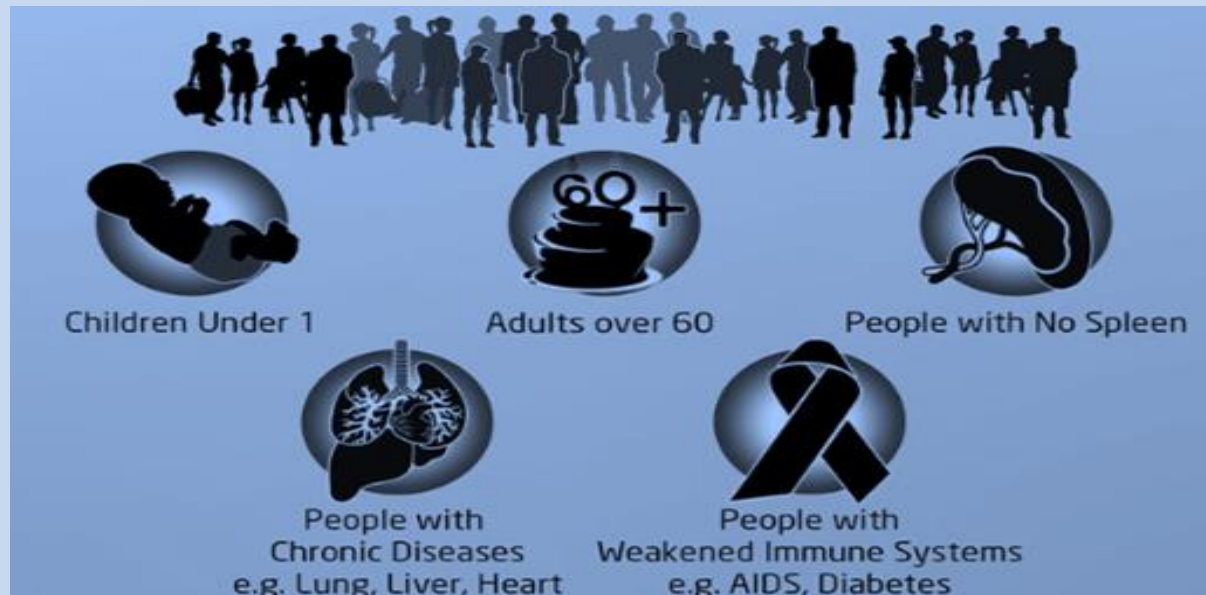 60+
Children Under 1
Adults over 60
People with No Spleen
People with
Chronic Diseases
e.g. Lung, Liver, Heart
People with
Weakened Immune Systems
e.g. AIDS, Diabetes